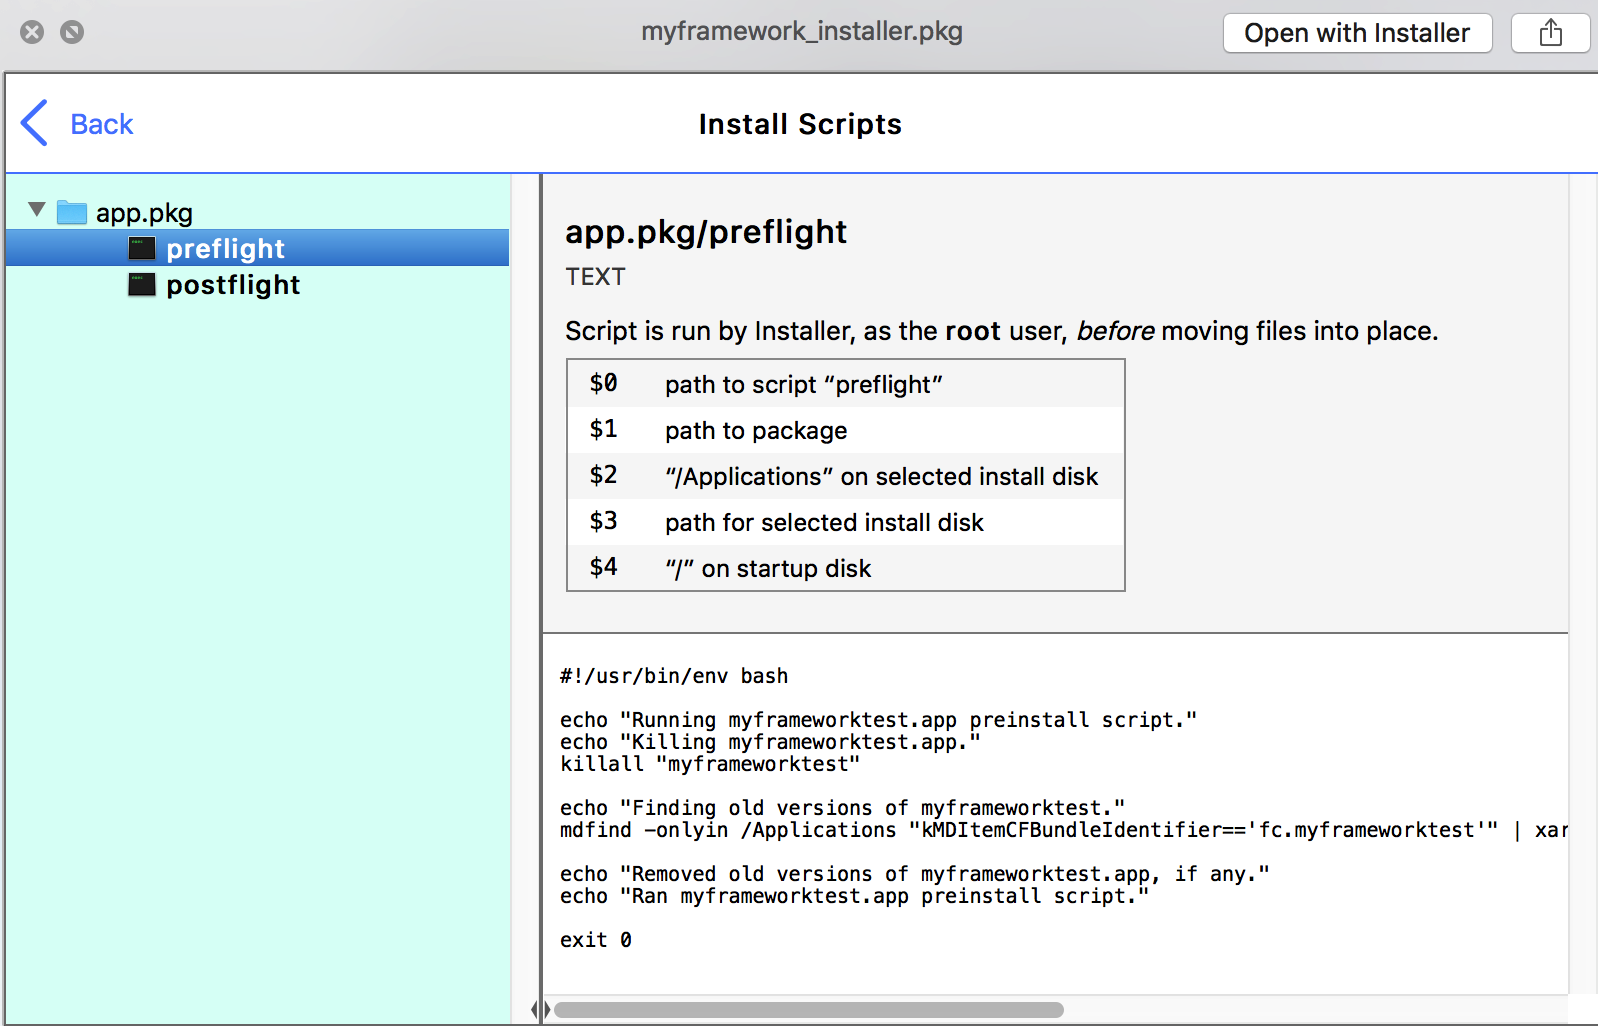 myframework_installer.pkg
Open with Installer
Back
Install Scripts
app.pkg
preflight
postflight
app.pkg/preflight
TEXT
Script is run by Installer, as the root user, before moving files into place.
$0 path to script “preflight”
$1 path to package
$2 “/Applications” on selected install disk
$3 path for selected install disk
$4 “/” on startup disk
#!/usr/bin/env bash
echo "Running myframeworktest.app preinstall script."
echo "Killing myframeworktest.app."
killall "myframeworktest"
echo "Finding old versions of myframeworktest."
mdfind -onlyin /Applications "kMDItemCFBundleIdentifier=='fc.myframeworktest'" | xar
echo "Removed old versions of myframeworktest.app, if any."
echo "Ran myframeworktest.app preinstall script."
exit 0